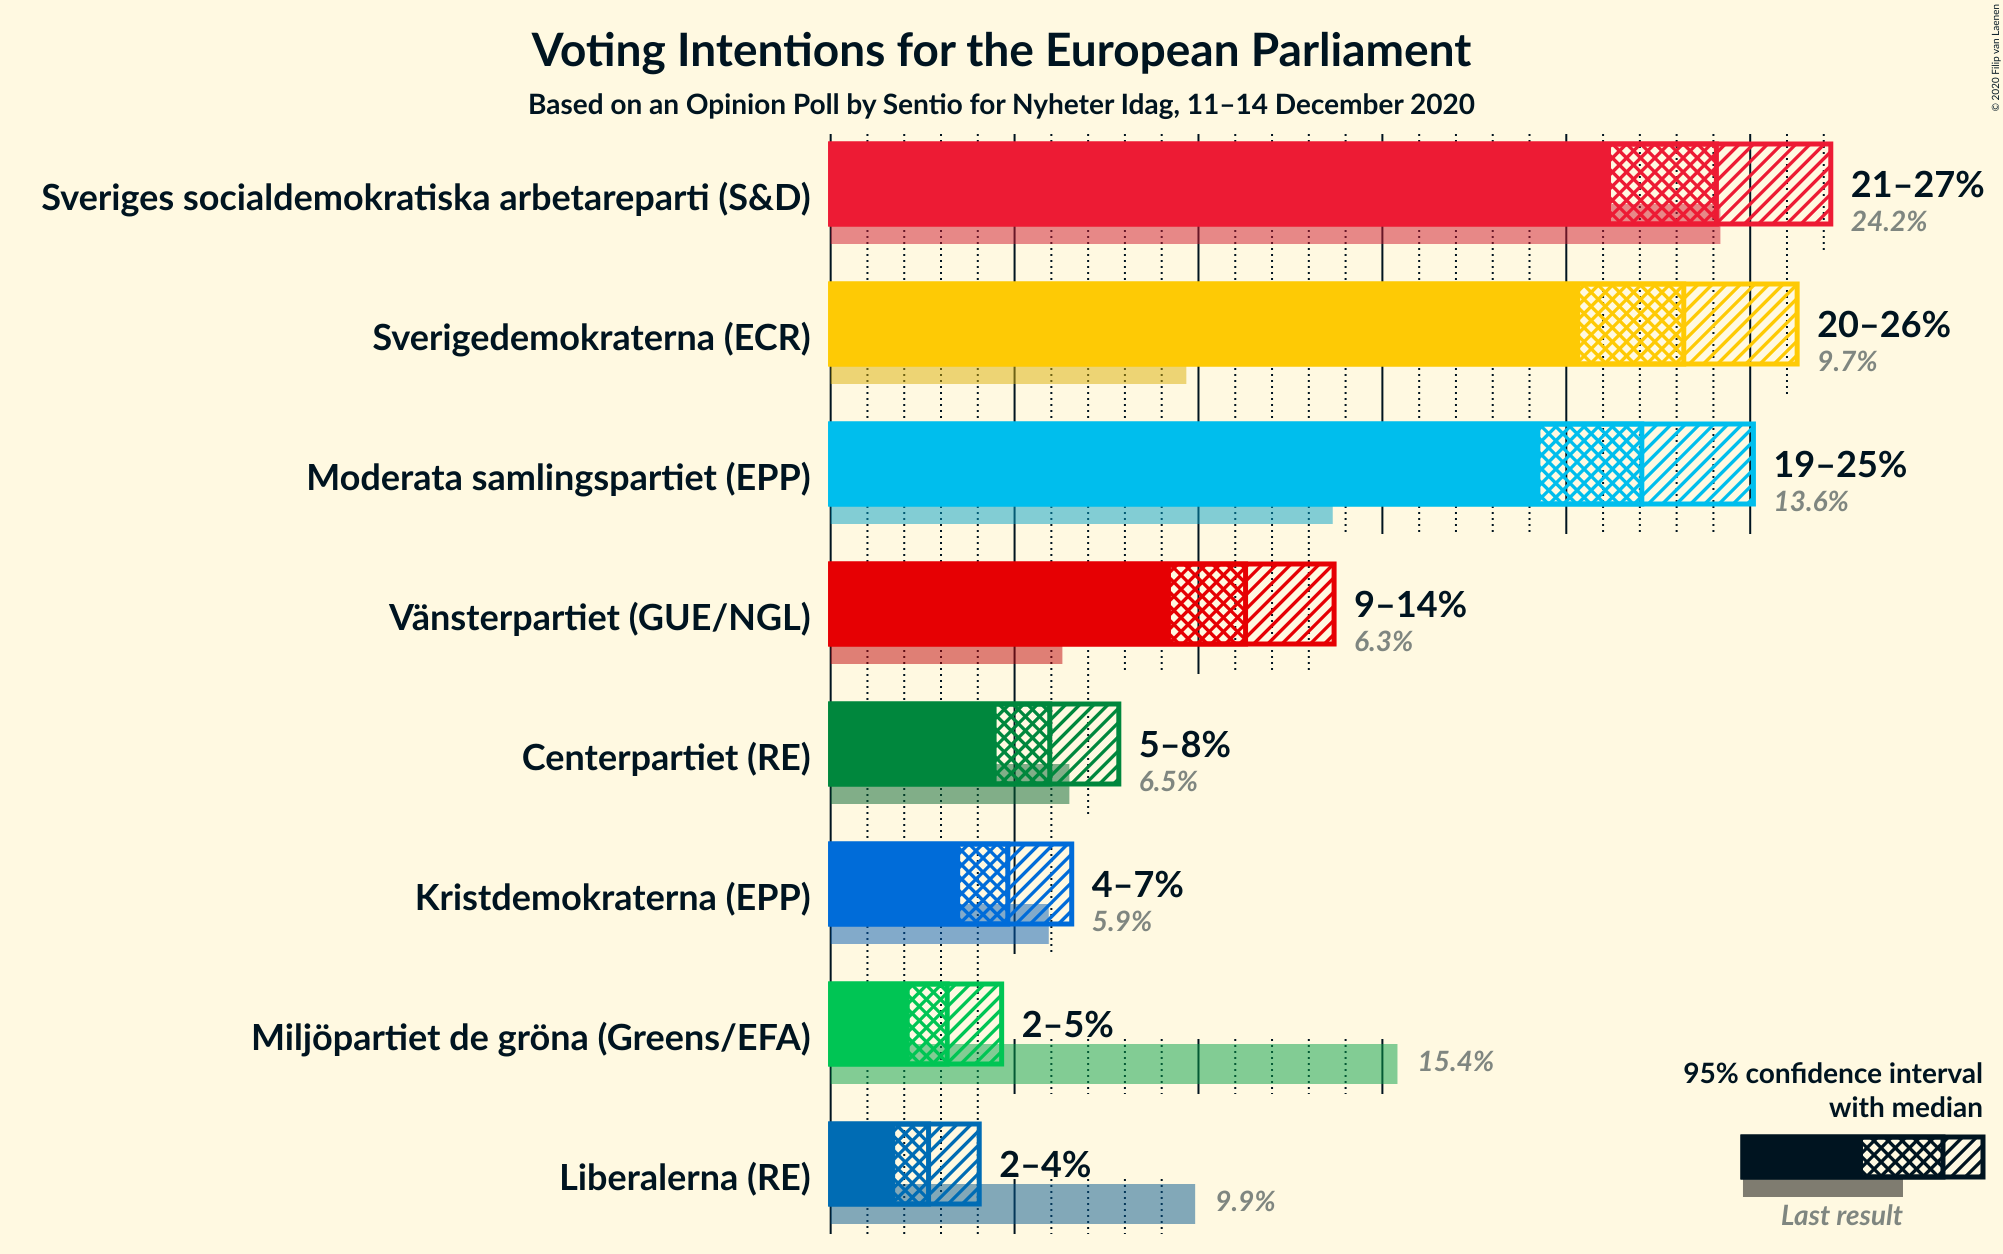 Voting Intentions for the European Parliament
Based on an Opinion Poll by Sentio for Nyheter Idag, 11–14 December 2020
© 2020 Filip van Laenen
Sveriges socialdemokratiska arbetareparti (S&D)
21–27%
24.2%
Sverigedemokraterna (ECR)
20–26%
9.7%
Moderata samlingspartiet (EPP)
19–25%
13.6%
Vänsterpartiet (GUE/NGL)
9–14%
6.3%
Centerpartiet (RE)
5–8%
6.5%
Kristdemokraterna (EPP)
4–7%
5.9%
Miljöpartiet de gröna (Greens/EFA)
2–5%
15.4%
Liberalerna (RE)
2–4%
9.9%
95% confidence interval
with median
Last result